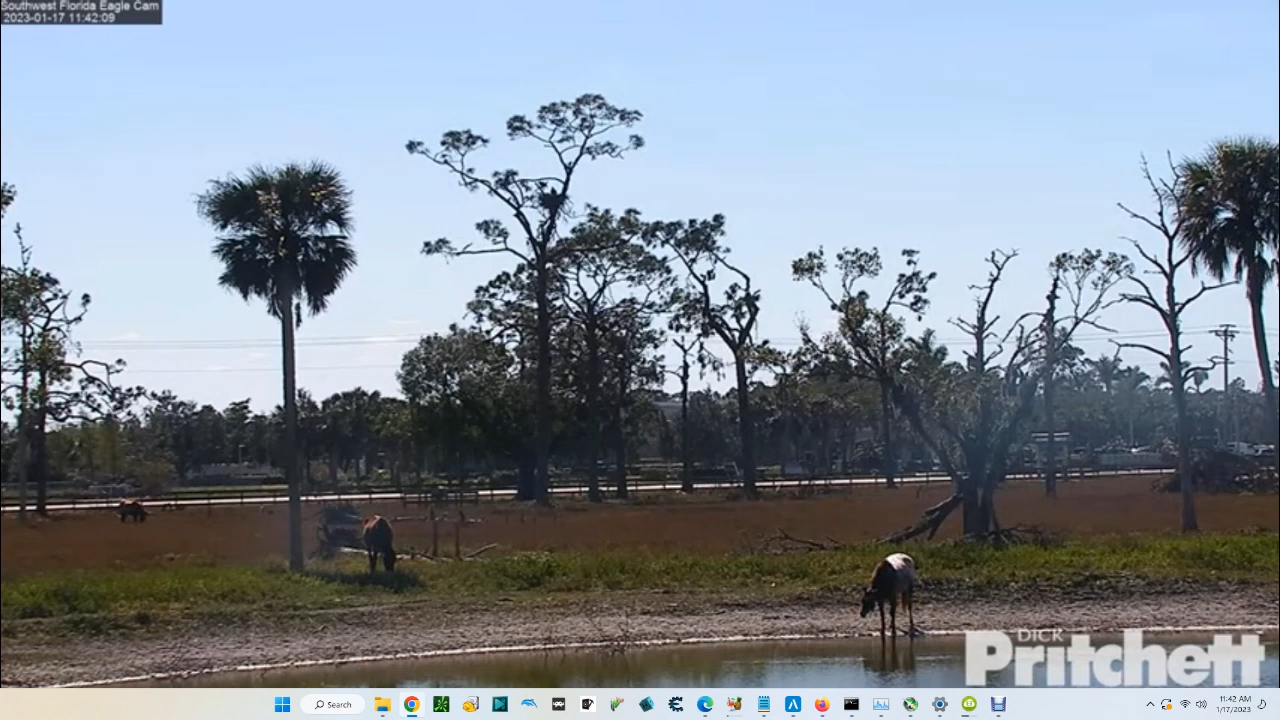 Southwest Florida Eagle Cam
2023-01-17 11:42:09
DICK
Pritchett
Search
11:42 AM
1/17/2023